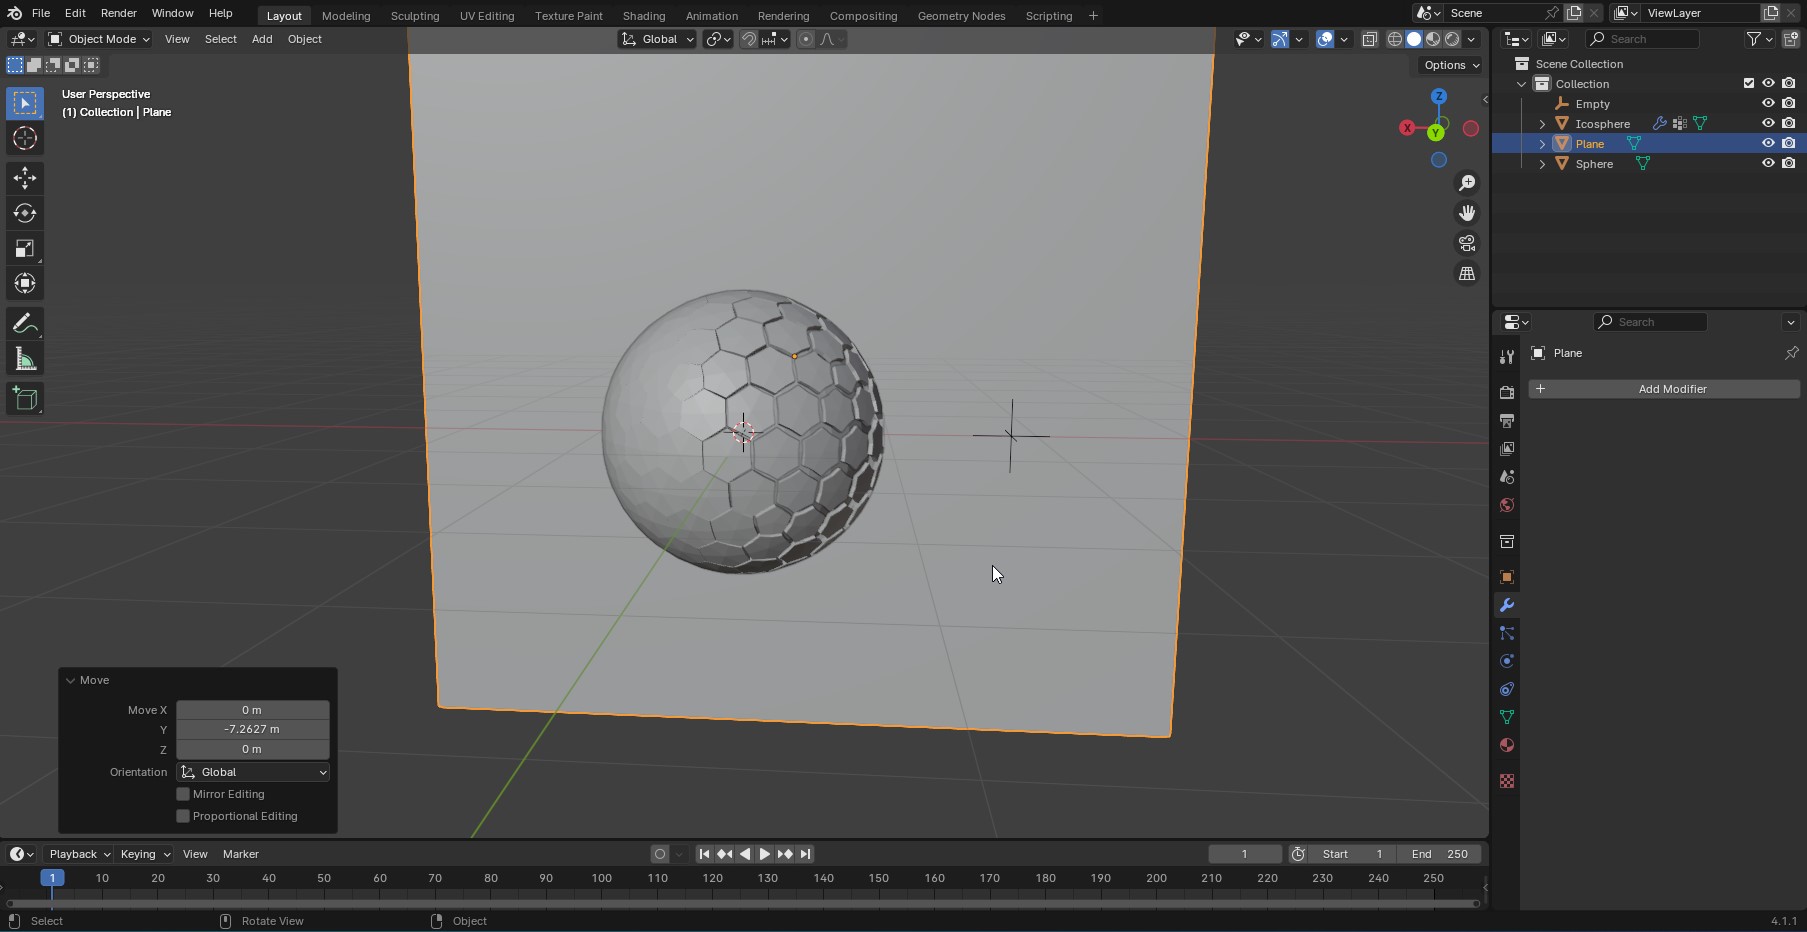 File Edit Render Window Help Layout Modeling Sculpting UV Editing Texture Paint Shading Animation Rendering Compositing Geometry Nodes Scripting + Scene ViewLayer
Object Mode View Select Add Object Global Search
Options
User Perspective
(1) Collection | Plane
Z
X
Y
Scene Collection
Collection
Empty
Icosphere
Plane
Sphere
Search
Plane
+ Add Modifier
Move
Move X 0 m
Y -7.2627 m
Z 0 m
Orientation Global
Mirror Editing
Proportional Editing
Playback Keying View Marker 1 Start 1 End 250
1 10 20 30 40 50 60 70 80 90 100 110 120 130 140 150 160 170 180 190 200 210 220 230 240 250
Select Rotate View Object 4.1.1